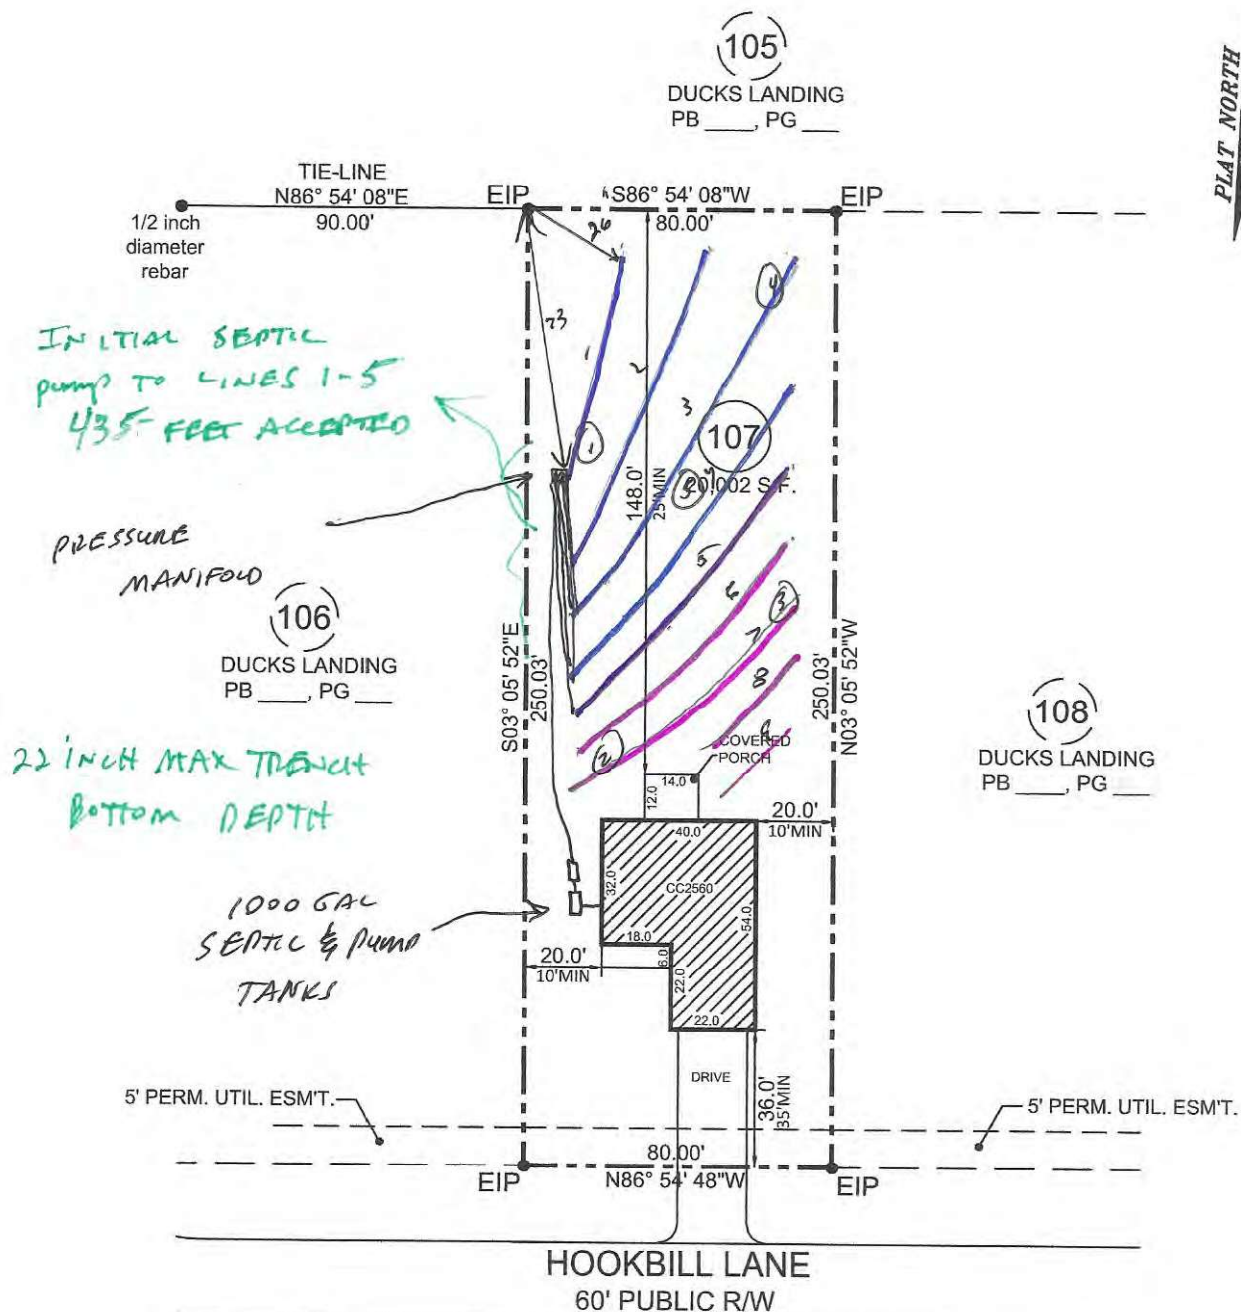 105
DUCKS LANDING
PB ____, PG ___
PLAT NORTH
TIE-LINE
N86° 54' 08"E
90.00'
EIP
S86° 54' 08"W
80.00'
EIP
1/2 inch
diameter
rebar
26
73
INITIAL SEPTIC
pump TO LINES 1-5
435 FEET ACCEPTED
PRESSURE
MANIFOLD
1
1
2
3
4
107
20,002 S.F.
148.0'
25'MIN
5
6
7
3
8
9
2
106
DUCKS LANDING
PB ____, PG ___
S03° 05' 52"E
250.03'
N03° 05' 52"W
250.03'
108
DUCKS LANDING
PB ____, PG ___
22 INCH MAX TRENCH
BOTTOM DEPTH
COVERED
PORCH
14.0
12.0
40.0
20.0'
10'MIN
32.0
CC2560
54.0
1000 GAL
SEPTIC & PUMP
TANKS
18.0
6.0
20.0'
10'MIN
22.0
22.0
DRIVE
36.0'
35'MIN
5' PERM. UTIL. ESM'T.
5' PERM. UTIL. ESM'T.
80.00'
EIP
N86° 54' 48"W
EIP
HOOKBILL LANE
60' PUBLIC R/W